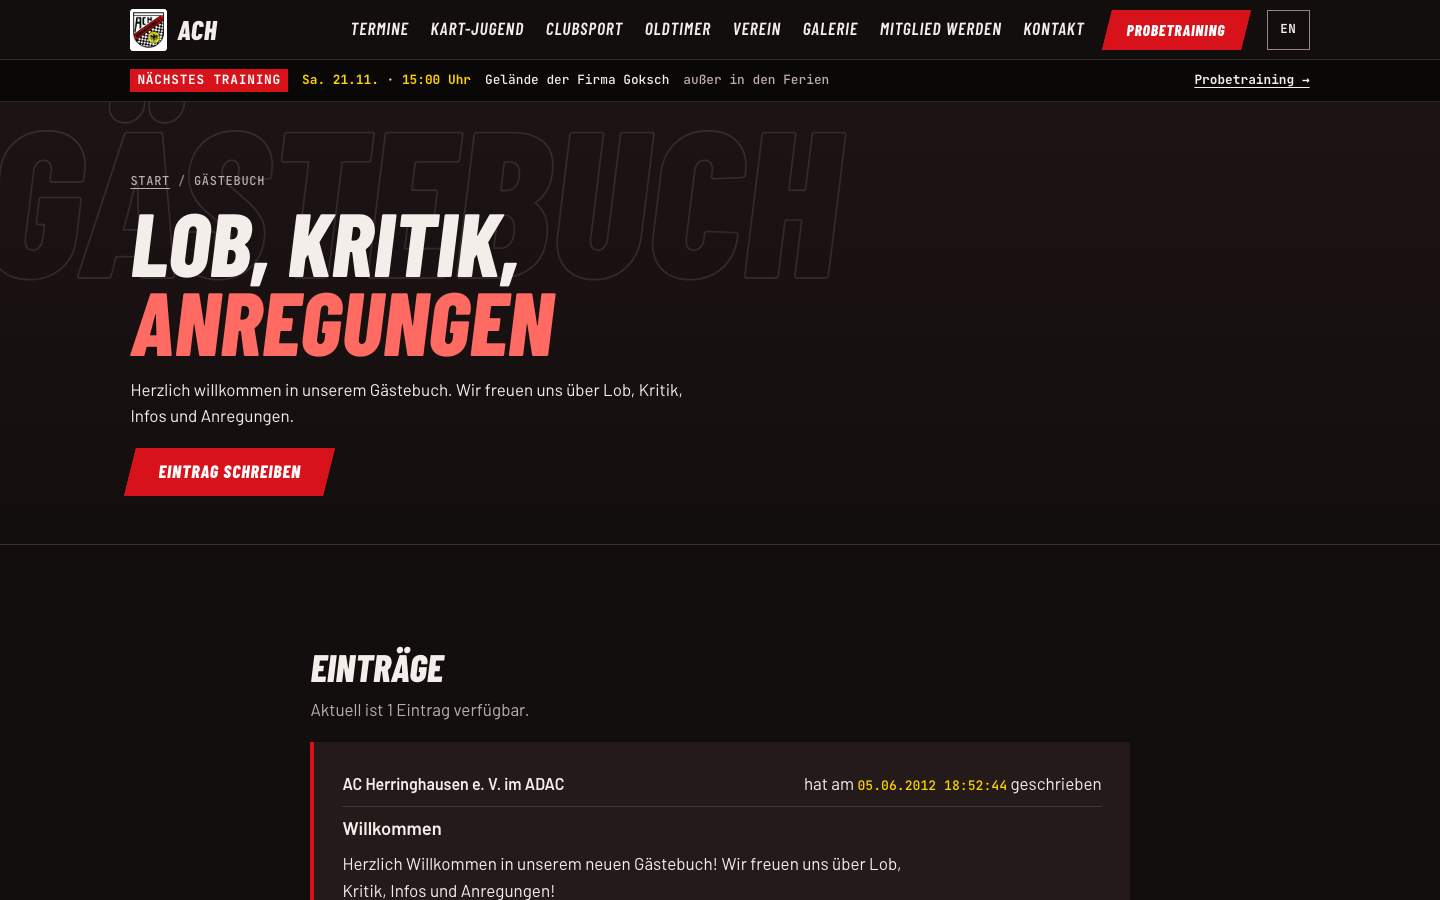 ACH
TERMINE KART-JUGEND CLUBSPORT OLDTIMER VEREIN GALERIE MITGLIED WERDEN KONTAKT PROBETRAINING EN
NÄCHSTES TRAINING Sa. 21.11. · 15:00 Uhr Gelände der Firma Goksch außer in den Ferien Probetraining →
GÄSTEBUCH
START / GÄSTEBUCH
LOB, KRITIK,
ANREGUNGEN
Herzlich willkommen in unserem Gästebuch. Wir freuen uns über Lob, Kritik,
Infos und Anregungen.
EINTRAG SCHREIBEN
EINTRÄGE
Aktuell ist 1 Eintrag verfügbar.
AC Herringhausen e. V. im ADAC hat am 05.06.2012 18:52:44 geschrieben
Willkommen
Herzlich Willkommen in unserem neuen Gästebuch! Wir freuen uns über Lob,
Kritik, Infos und Anregungen!